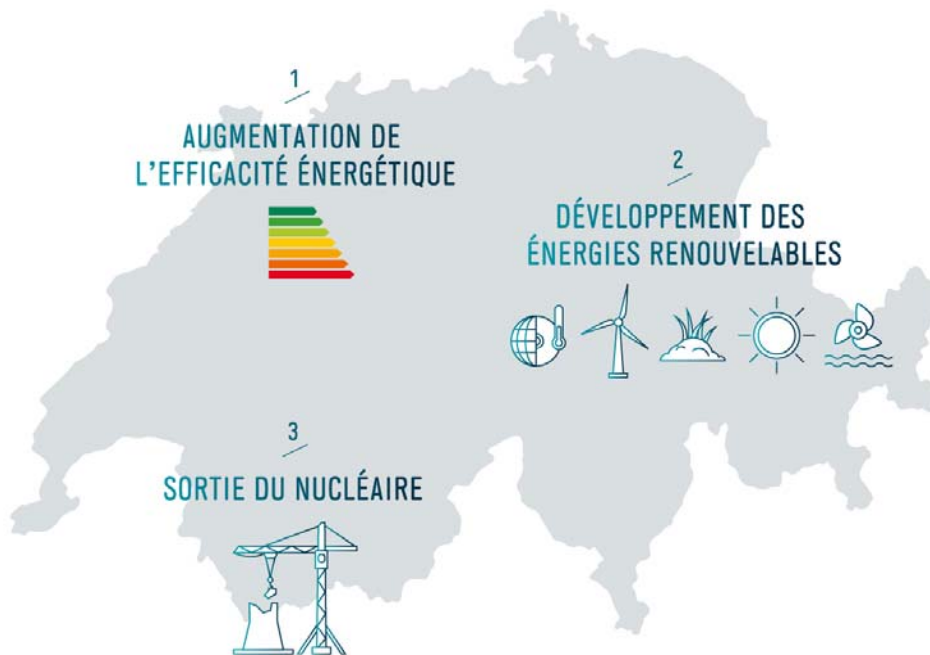 1
AUGMENTATION DE
L'EFFICACITÉ ÉNERGÉTIQUE
2
DÉVELOPPEMENT DES
ÉNERGIES RENOUVELABLES
3
SORTIE DU NUCLÉAIRE